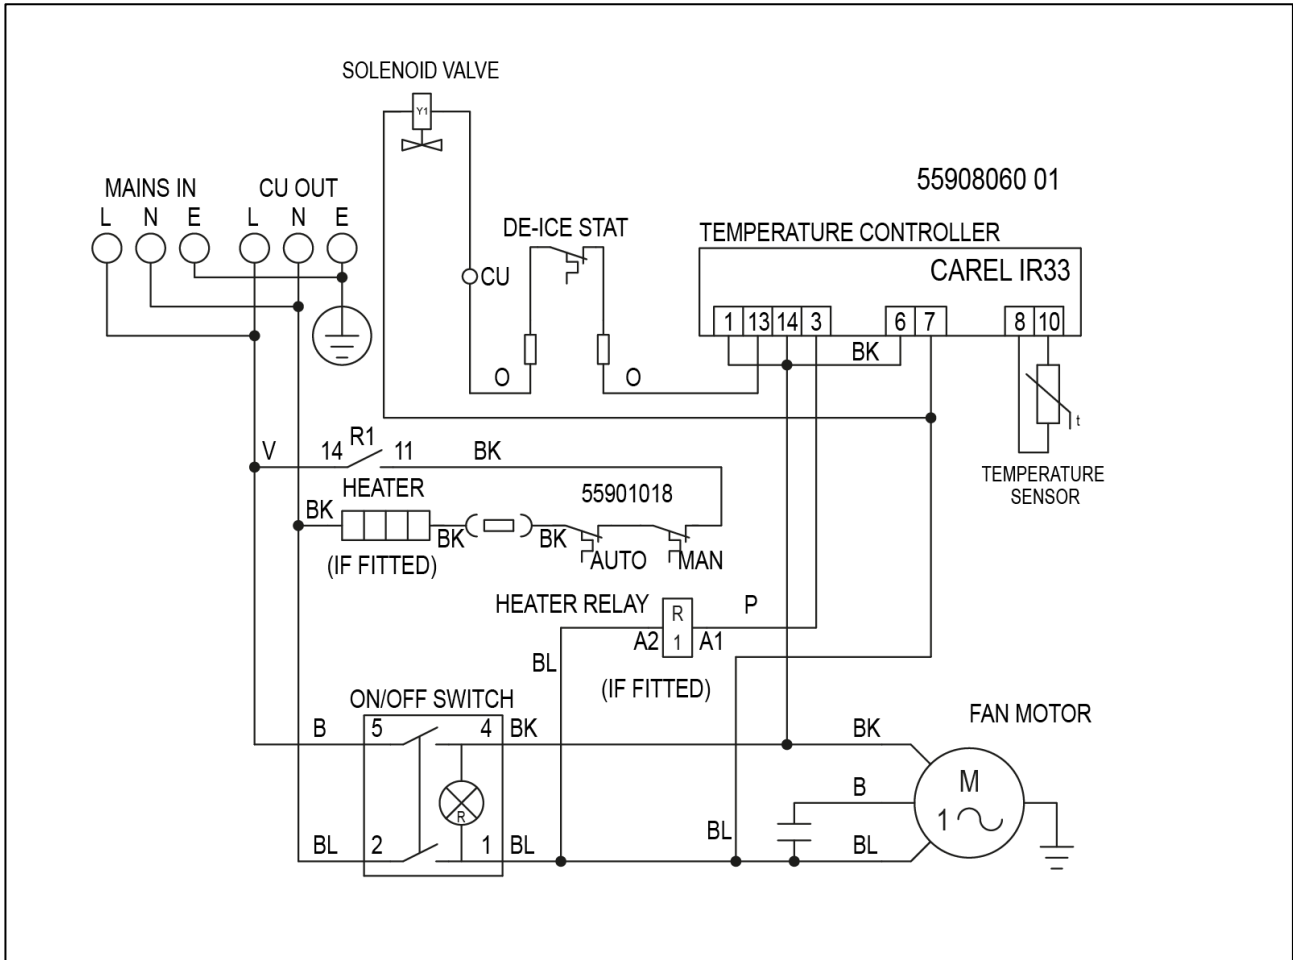 SOLENOID VALVE
Y1
MAINS IN
CU OUT
L N E L N E
55908060 01
DE-ICE STAT
TEMPERATURE CONTROLLER
CAREL IR33
CU
1 13 14 3 6 7 8 10
BK
O
O
t
TEMPERATURE
SENSOR
V 14 R1 11 BK
HEATER
55901018
BK
BK
BK
AUTO
MAN
(IF FITTED)
HEATER RELAY
R
1
P
A2
A1
BL
(IF FITTED)
ON/OFF SWITCH
FAN MOTOR
B 5 4 BK
BK
M
1
B
R
BL
BL 2 1 BL
BL